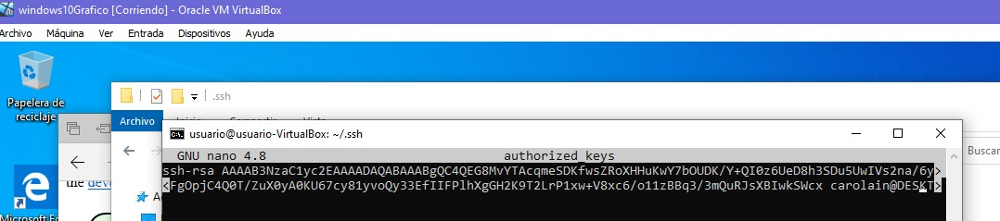 windows10Grafico [Corriendo] - Oracle VM VirtualBox
Archivo Máquina Ver Entrada Dispositivos Ayuda
Papelera de
reciclaje
.ssh
Archivo
usuario@usuario-VirtualBox: ~/.ssh
GNU nano 4.8 authorized_keys
Buscar
ssh-rsa AAAAB3NzaC1yc2EAAAADAQABAAABgQC4QEG8MvYTAcqmeSDKfwsZRoXHHuKwY7bOUDK/Y+QI0z6UeD8h3SDu5UwIVs2na/6y>
<FgOpjC4Q0T/ZuX0yA0KU67cy81yvoQy33EfIIFPlhXgGH2K9T2LrP1xw+V8xc6/o11zBBq3/3mQuRJsXBIwkSWcx carolain@DESKT>
the
Microsoft Ed
Ac